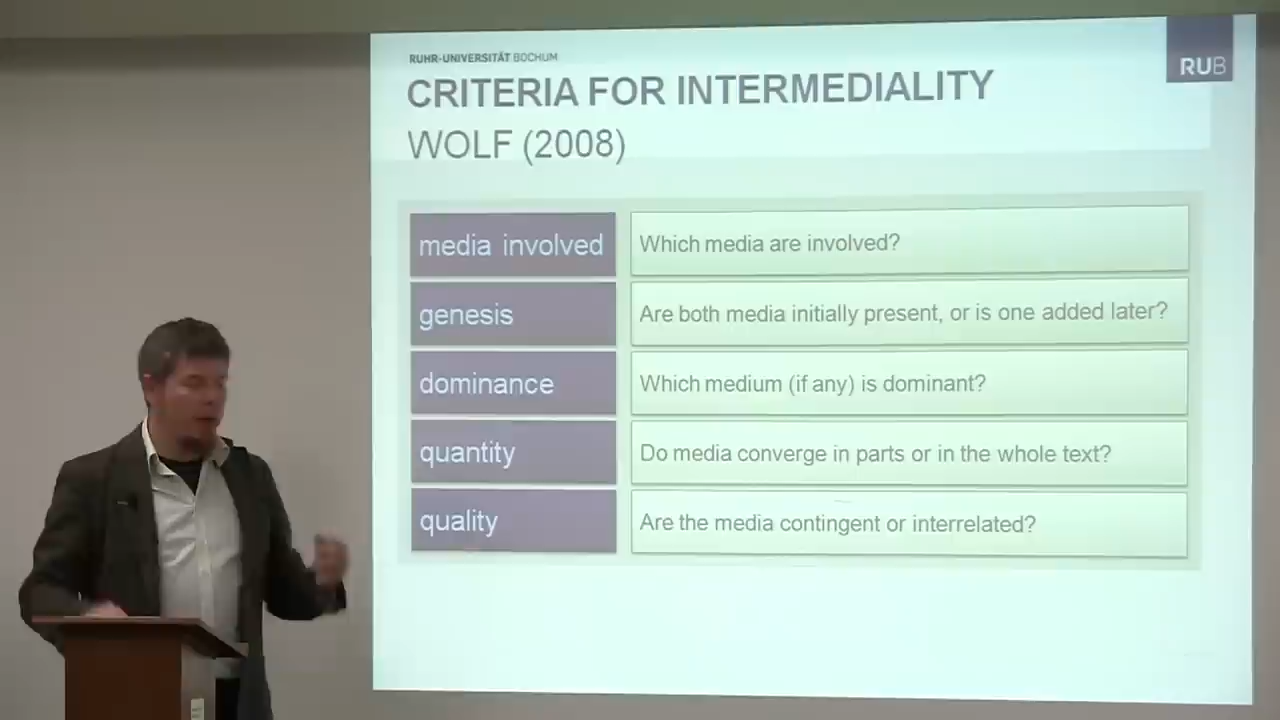 RUHR-UNIVERSITÄT BOCHUM
RUB
CRITERIA FOR INTERMEDIALITY
WOLF (2008)
media involved
Which media are involved?
genesis
Are both media initially present, or is one added later?
dominance
Which medium (if any) is dominant?
quantity
Do media converge in parts or in the whole text?
quality
Are the media contingent or interrelated?